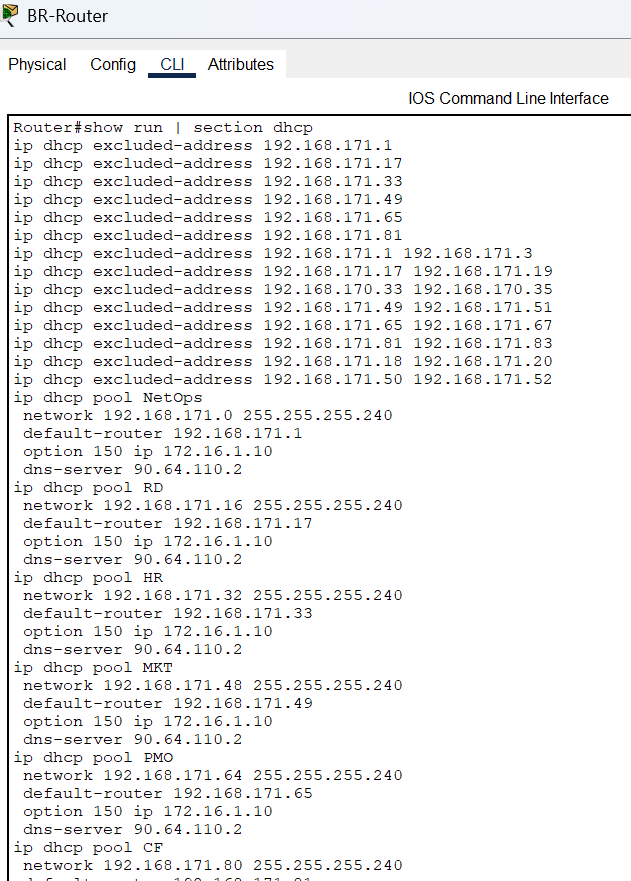 BR-Router
Physical Config CLI Attributes
IOS Command Line Interface
Router#show run | section dhcp
ip dhcp excluded-address 192.168.171.1
ip dhcp excluded-address 192.168.171.17
ip dhcp excluded-address 192.168.171.33
ip dhcp excluded-address 192.168.171.49
ip dhcp excluded-address 192.168.171.65
ip dhcp excluded-address 192.168.171.81
ip dhcp excluded-address 192.168.171.1 192.168.171.3
ip dhcp excluded-address 192.168.171.17 192.168.171.19
ip dhcp excluded-address 192.168.170.33 192.168.170.35
ip dhcp excluded-address 192.168.171.49 192.168.171.51
ip dhcp excluded-address 192.168.171.65 192.168.171.67
ip dhcp excluded-address 192.168.171.81 192.168.171.83
ip dhcp excluded-address 192.168.171.18 192.168.171.20
ip dhcp excluded-address 192.168.171.50 192.168.171.52
ip dhcp pool NetOps
network 192.168.171.0 255.255.255.240
default-router 192.168.171.1
option 150 ip 172.16.1.10
dns-server 90.64.110.2
ip dhcp pool RD
network 192.168.171.16 255.255.255.240
default-router 192.168.171.17
option 150 ip 172.16.1.10
dns-server 90.64.110.2
ip dhcp pool HR
network 192.168.171.32 255.255.255.240
default-router 192.168.171.33
option 150 ip 172.16.1.10
dns-server 90.64.110.2
ip dhcp pool MKT
network 192.168.171.48 255.255.255.240
default-router 192.168.171.49
option 150 ip 172.16.1.10
dns-server 90.64.110.2
ip dhcp pool PMO
network 192.168.171.64 255.255.255.240
default-router 192.168.171.65
option 150 ip 172.16.1.10
dns-server 90.64.110.2
ip dhcp pool CF
network 192.168.171.80 255.255.255.240